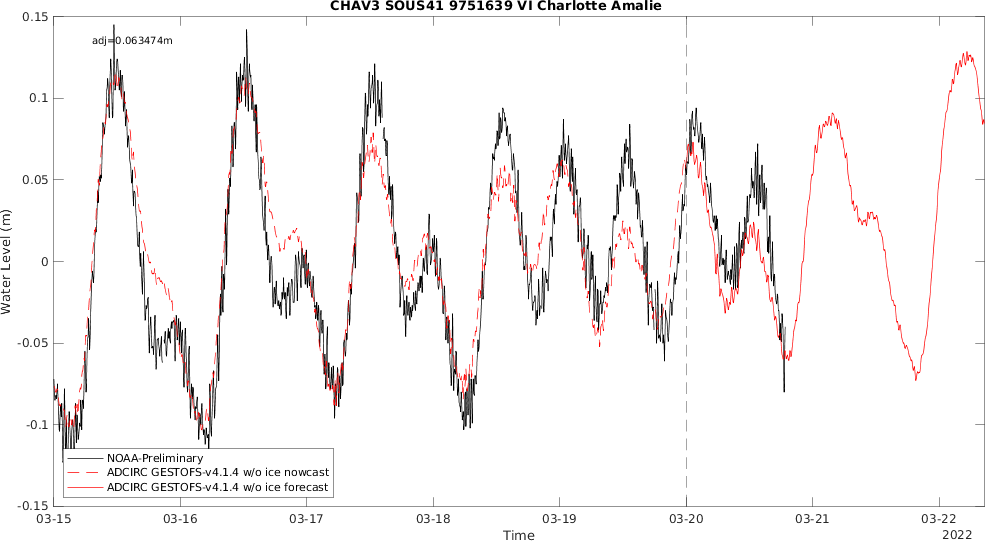 CHAV3 SOUS41 9751639 VI Charlotte Amalie
adj=0.063474m
Water Level (m)
0.15
0.1
0.05
0
-0.05
-0.1
-0.15
NOAA-Preliminary
ADCIRC GESTOFS-v4.1.4 w/o ice nowcast
ADCIRC GESTOFS-v4.1.4 w/o ice forecast
03-15 03-16 03-17 03-18 03-19 03-20 03-21 03-22
Time
2022